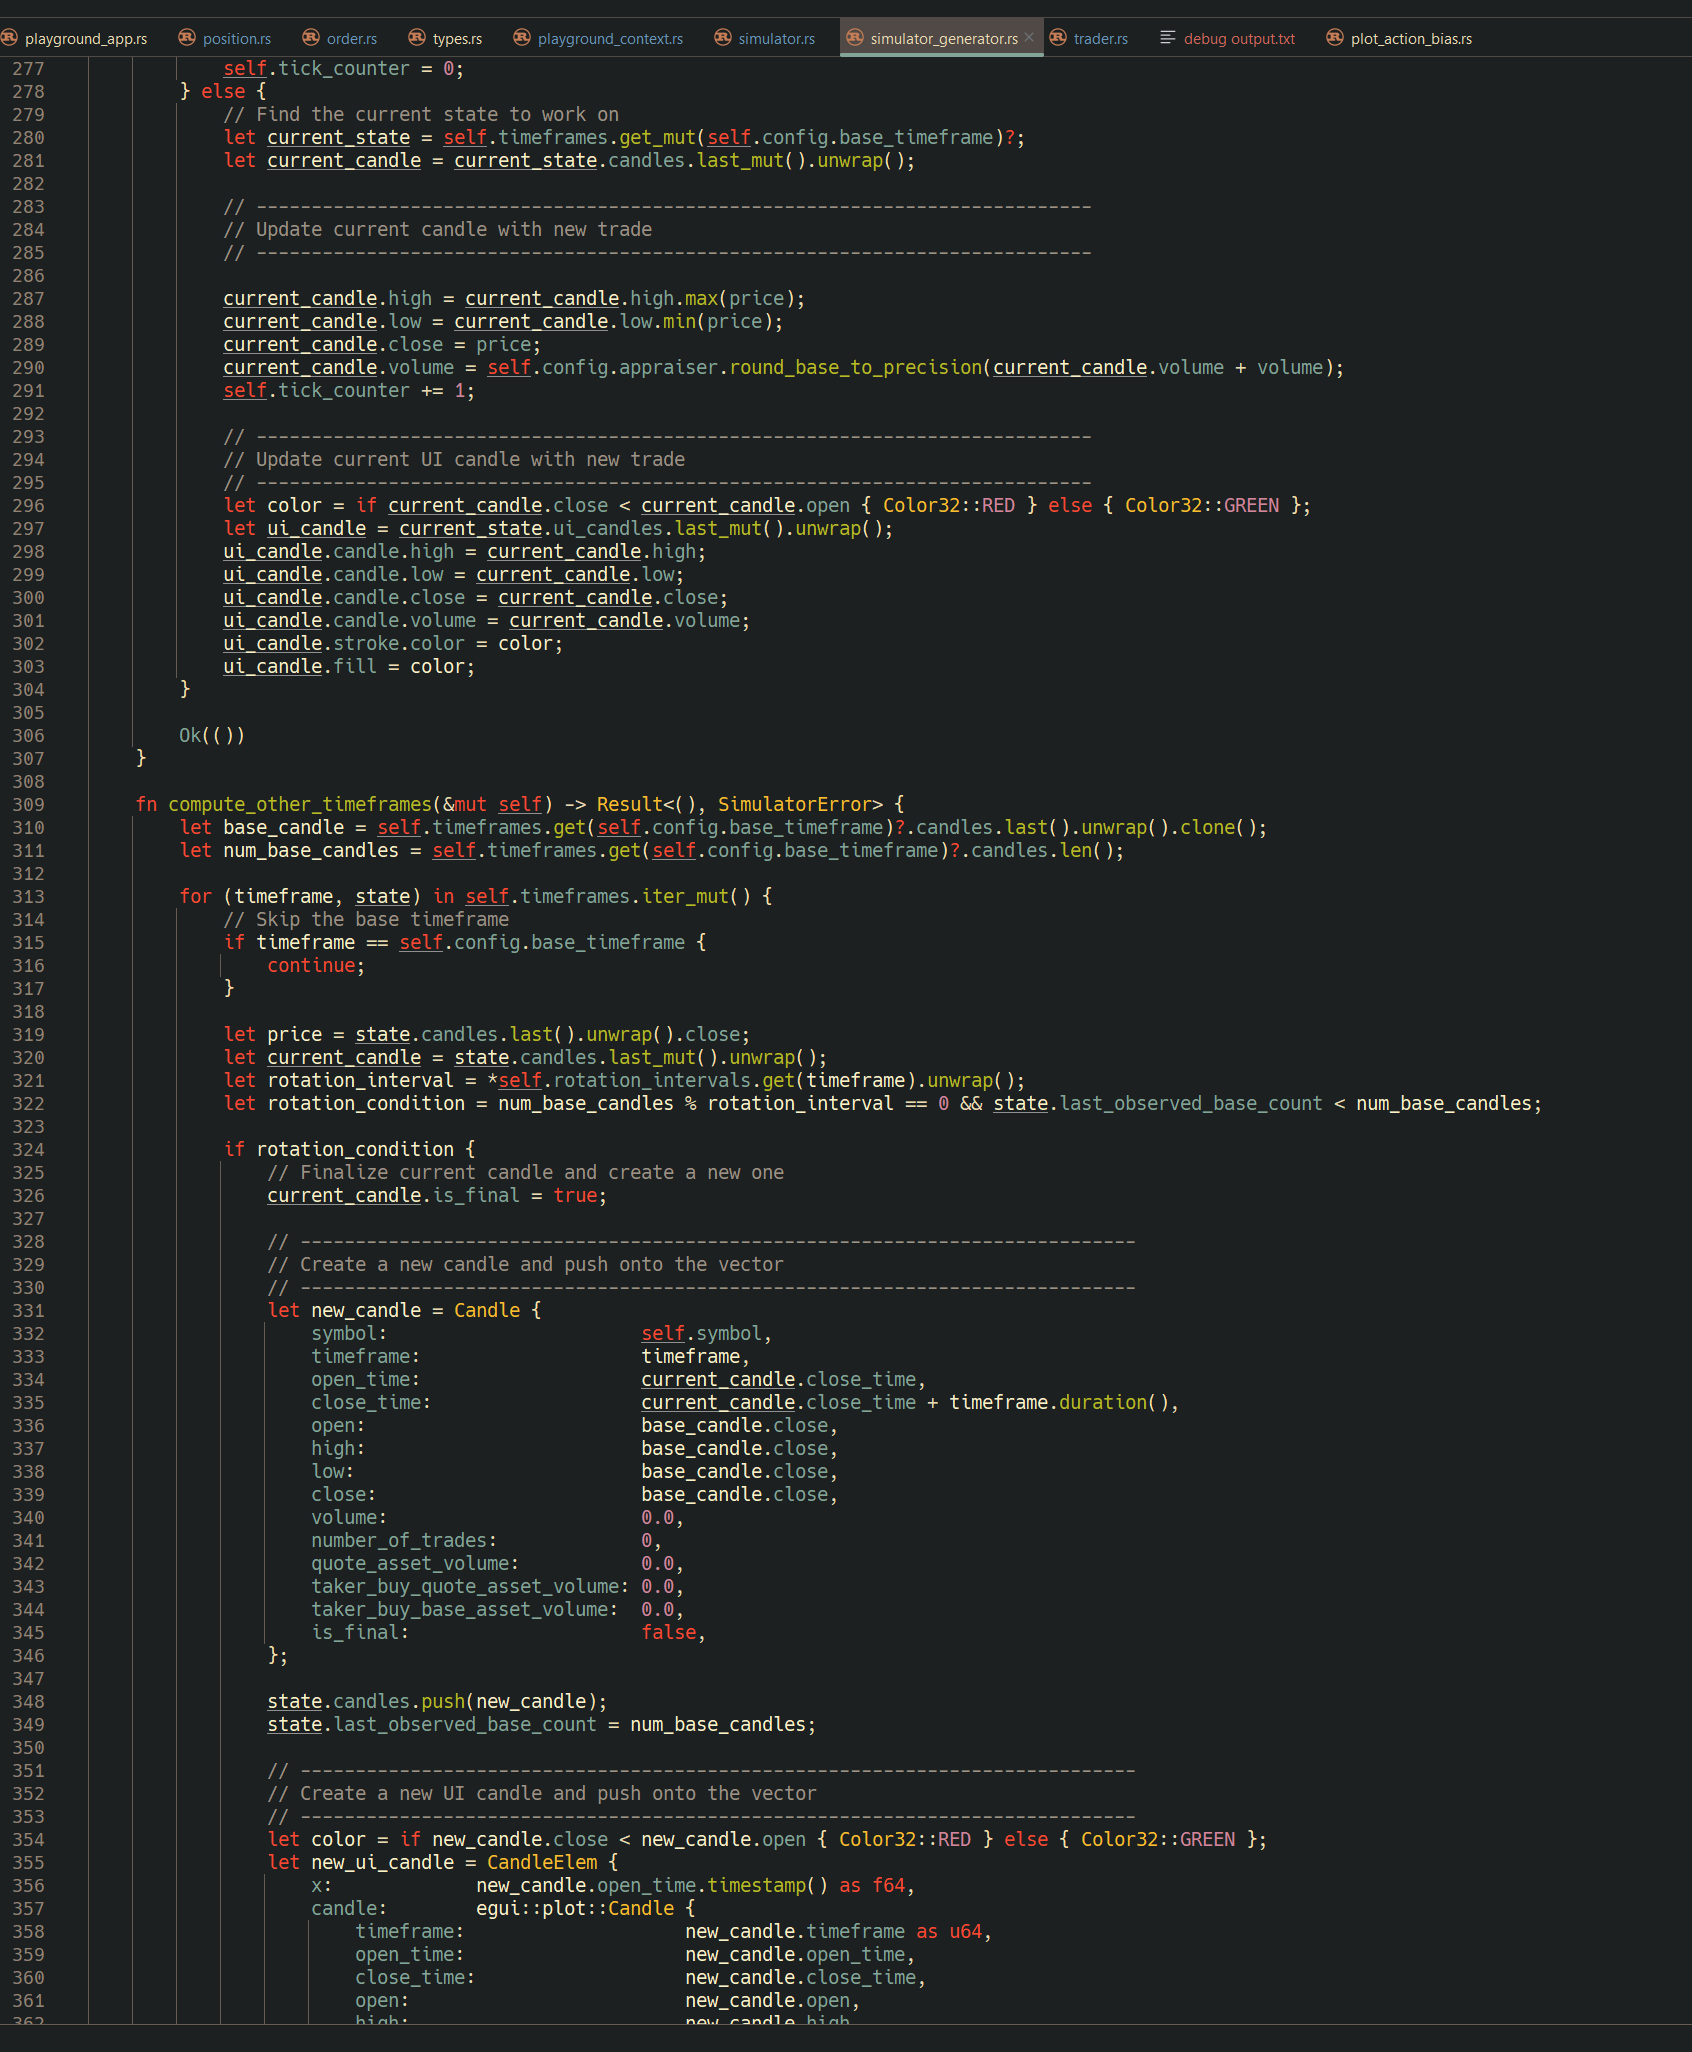 playground_app.rs position.rs order.rs types.rs playground_context.rs simulator.rs simulator_generator.rs × trader.rs debug output.txt plot_action_bias.rs
277 self.tick_counter = 0;
278 } else {
279 // Find the current state to work on
280 let current_state = self.timeframes.get_mut(self.config.base_timeframe)?;
281 let current_candle = current_state.candles.last_mut().unwrap();
282
283 // ----------------------------------------------------------------------------
284 // Update current candle with new trade
285 // ----------------------------------------------------------------------------
286
287 current_candle.high = current_candle.high.max(price);
288 current_candle.low = current_candle.low.min(price);
289 current_candle.close = price;
290 current_candle.volume = self.config.appraiser.round_base_to_precision(current_candle.volume + volume);
291 self.tick_counter += 1;
292
293 // ----------------------------------------------------------------------------
294 // Update current UI candle with new trade
295 // ----------------------------------------------------------------------------
296 let color = if current_candle.close < current_candle.open { Color32::RED } else { Color32::GREEN };
297 let ui_candle = current_state.ui_candles.last_mut().unwrap();
298 ui_candle.candle.high = current_candle.high;
299 ui_candle.candle.low = current_candle.low;
300 ui_candle.candle.close = current_candle.close;
301 ui_candle.candle.volume = current_candle.volume;
302 ui_candle.stroke.color = color;
303 ui_candle.fill = color;
304 }
305
306 Ok(())
307 }
308
309 fn compute_other_timeframes(&mut self) -> Result<(), SimulatorError> {
310 let base_candle = self.timeframes.get(self.config.base_timeframe)?.candles.last().unwrap().clone();
311 let num_base_candles = self.timeframes.get(self.config.base_timeframe)?.candles.len();
312
313 for (timeframe, state) in self.timeframes.iter_mut() {
314 // Skip the base timeframe
315 if timeframe == self.config.base_timeframe {
316 continue;
317 }
318
319 let price = state.candles.last().unwrap().close;
320 let current_candle = state.candles.last_mut().unwrap();
321 let rotation_interval = *self.rotation_intervals.get(timeframe).unwrap();
322 let rotation_condition = num_base_candles % rotation_interval == 0 && state.last_observed_base_count < num_base_candles;
323
324 if rotation_condition {
325 // Finalize current candle and create a new one
326 current_candle.is_final = true;
327
328 // ----------------------------------------------------------------------------
329 // Create a new candle and push onto the vector
330 // ----------------------------------------------------------------------------
331 let new_candle = Candle {
332 symbol: self.symbol,
333 timeframe: timeframe,
334 open_time: current_candle.close_time,
335 close_time: current_candle.close_time + timeframe.duration(),
336 open: base_candle.close,
337 high: base_candle.close,
338 low: base_candle.close,
339 close: base_candle.close,
340 volume: 0.0,
341 number_of_trades: 0,
342 quote_asset_volume: 0.0,
343 taker_buy_quote_asset_volume: 0.0,
344 taker_buy_base_asset_volume: 0.0,
345 is_final: false,
346 };
347
348 state.candles.push(new_candle);
349 state.last_observed_base_count = num_base_candles;
350
351 // ----------------------------------------------------------------------------
352 // Create a new UI candle and push onto the vector
353 // ----------------------------------------------------------------------------
354 let color = if new_candle.close < new_candle.open { Color32::RED } else { Color32::GREEN };
355 let new_ui_candle = CandleElem {
356 x: new_candle.open_time.timestamp() as f64,
357 candle: egui::plot::Candle {
358 timeframe: new_candle.timeframe as u64,
359 open_time: new_candle.open_time,
360 close_time: new_candle.close_time,
361 open: new_candle.open,
362 high: new_candle.high